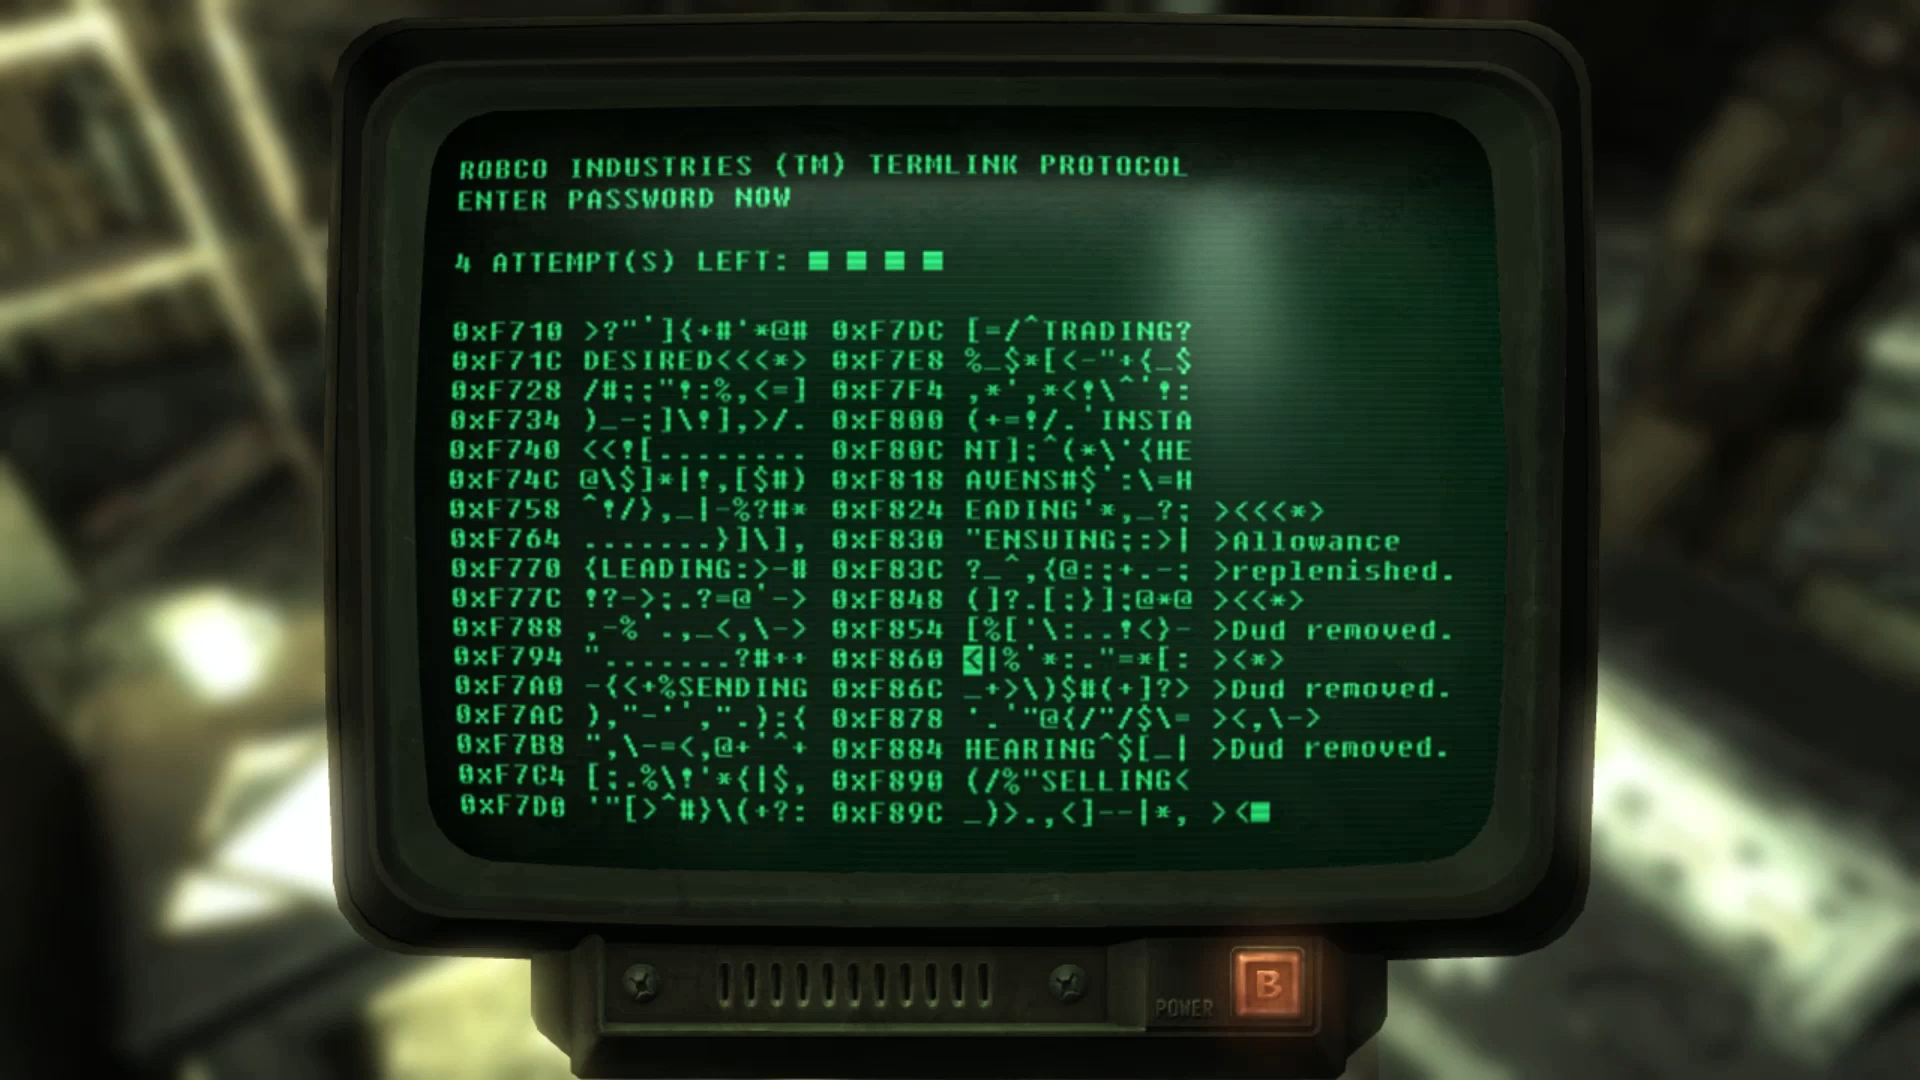 ROBCO INDUSTRIES (TM) TERMLINK PROTOCOL
ENTER PASSWORD NOW
4 ATTEMPT(S) LEFT: ■ ■ ■ ■
0xF710 >?"`]{+#'*@# 0xF7DC [=/^TRADING?
0xF71C DESIRED<<<*> 0xF7E8 %_$*[<-"+{_$
0xF728 /#;;"!:%,<=] 0xF7F4 ,*',*<!\^`!:
0xF734 )_-;]\!],>/. 0xF800 (+=!/.`INSTA
0xF740 <<![........ 0xF80C NT];^(*\'{HE
0xF74C @\$]*|!,[$#) 0xF818 AVENS#$`:\=H
0xF758 ^!/},_|-%?#* 0xF824 EADING'*,_?; ><<<*>
0xF764 .......}]\], 0xF830 "ENSUING;:>| >Allowance
0xF770 {LEADING:>-# 0xF83C ?_^,{@:;+.-; >replenished.
0xF77C !?->;.?=@`-> 0xF848 (]?.[;}];@*@ ><<*>
0xF788 ,-%`.,_<,\-> 0xF854 [%['\:..!<}- >Dud removed.
0xF794 ".......?#++ 0xF860 <|%`*:."=*[: ><*>
0xF7A0 -{<+%SENDING 0xF86C _+>\)$#(+]?> >Dud removed.
0xF7AC ),"-'`,".):{ 0xF878 '.`"@{/"/$\= ><,\->
0xF7B8 ",\-=<,@+`^+ 0xF884 HEARING^$[_| >Dud removed.
0xF7C4 [;.%\!'*{|$, 0xF890 (/%"SELLING<
0xF7D0 '"[>^#}\(+?: 0xF89C _)>.,<]--|*, ><■
POWER
B